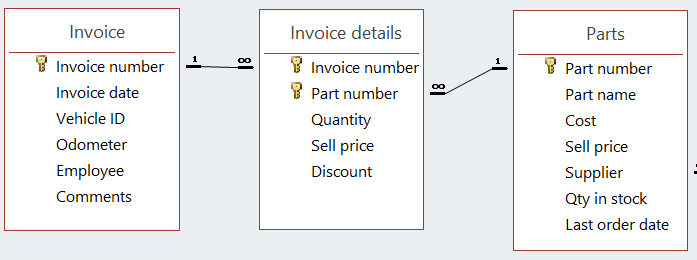 Invoice
Invoice number
Invoice date
Vehicle ID
Odometer
Employee
Comments
1
∞
Invoice details
Invoice number
Part number
Quantity
Sell price
Discount
∞
1
Parts
Part number
Part name
Cost
Sell price
Supplier
Qty in stock
Last order date